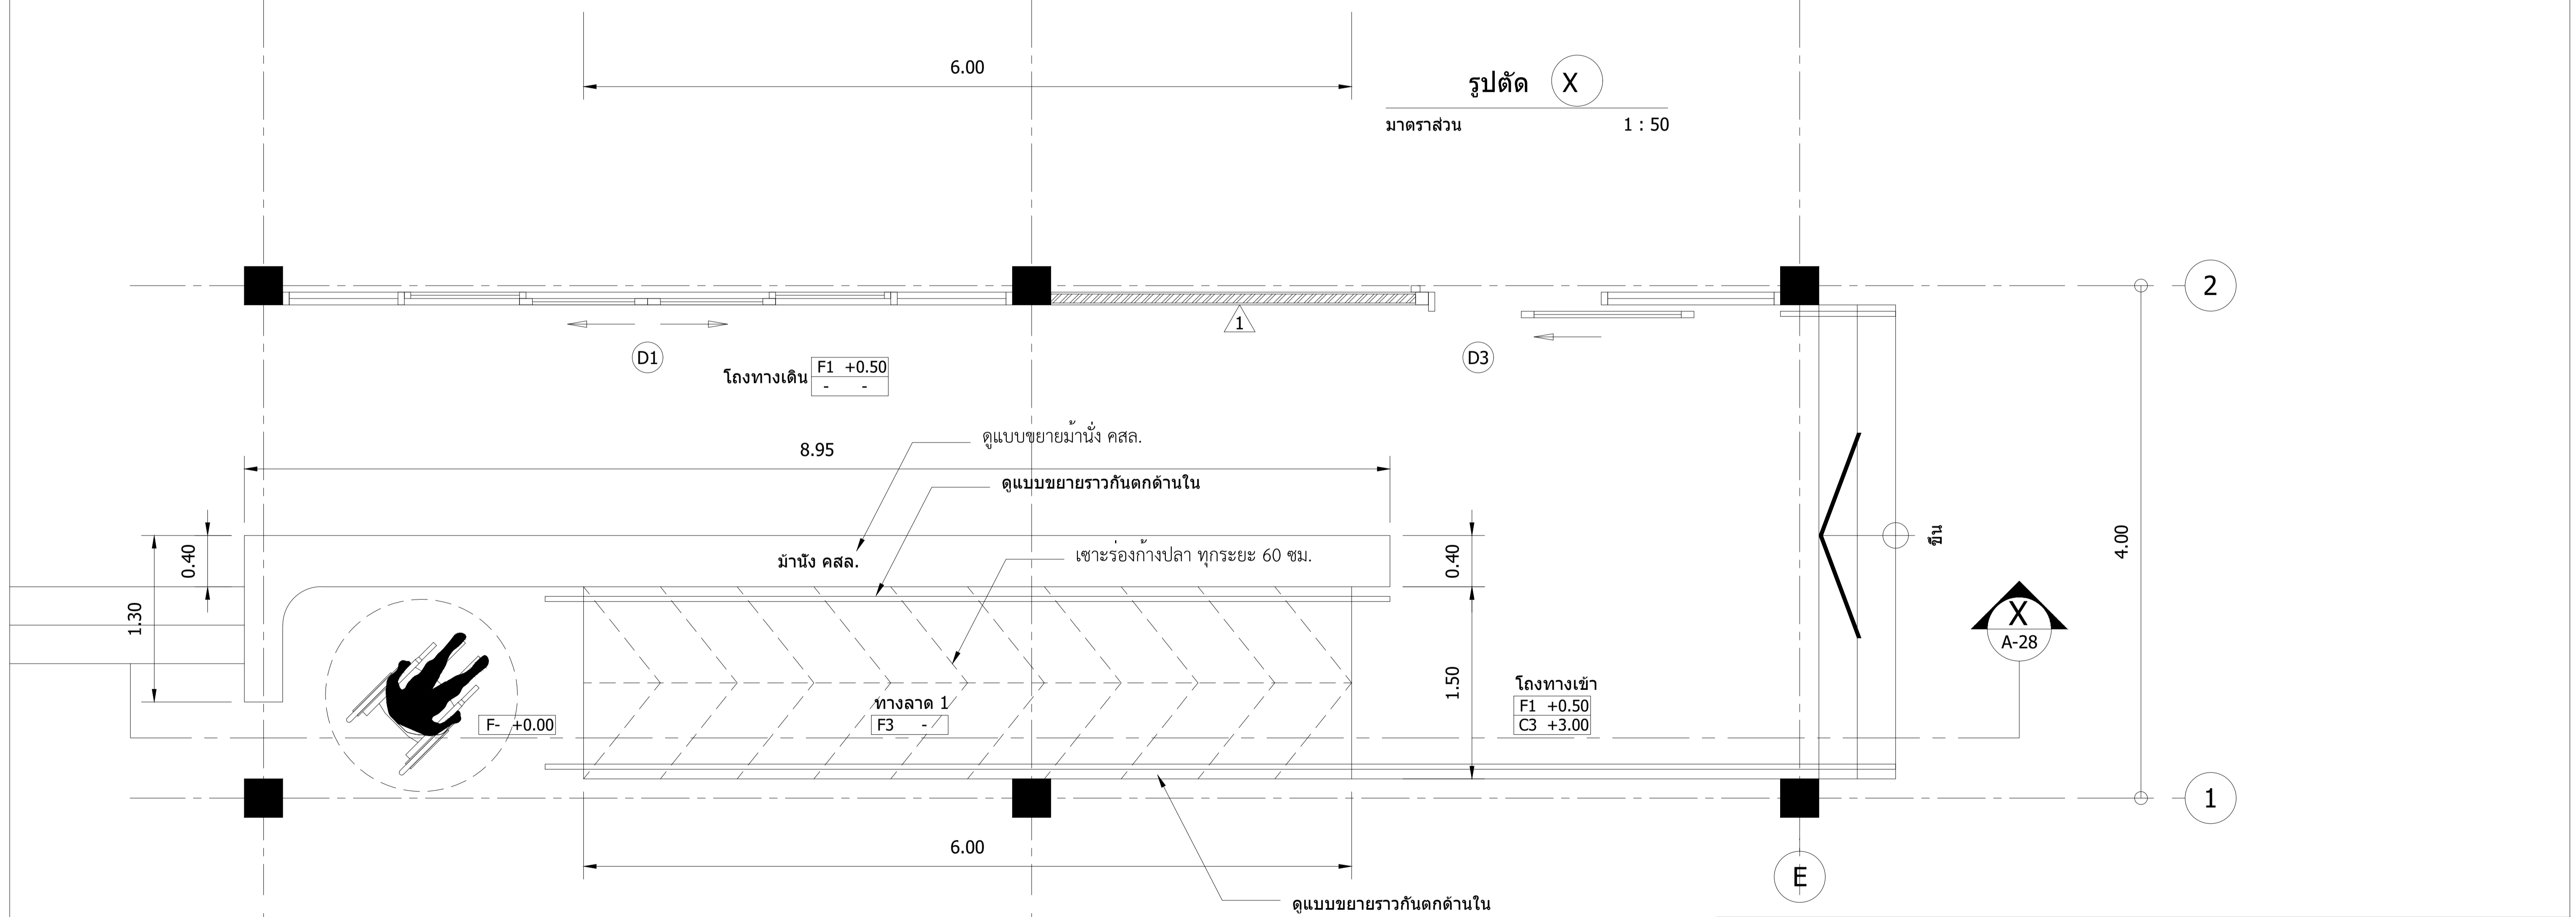 6.00
รูปตัด X
มาตราส่วน 1 : 50
2
1
D1
D3
โถงทางเดิน F1 +0.50
- -
ดูแบบขยายม้านั่ง คสล.
8.95
ดูแบบขยายราวกันตกด้านใน
ขึ้น
4.00
0.40
ม้านั่ง คสล.
เซาะร่องก้างปลา ทุกระยะ 60 ซม.
0.40
1.30
X
A-28
1.50
โถงทางเข้า
F1 +0.50
C3 +3.00
ทางลาด 1
F3 -
F- +0.00
1
6.00
E
ดูแบบขยายราวกันตกด้านใน